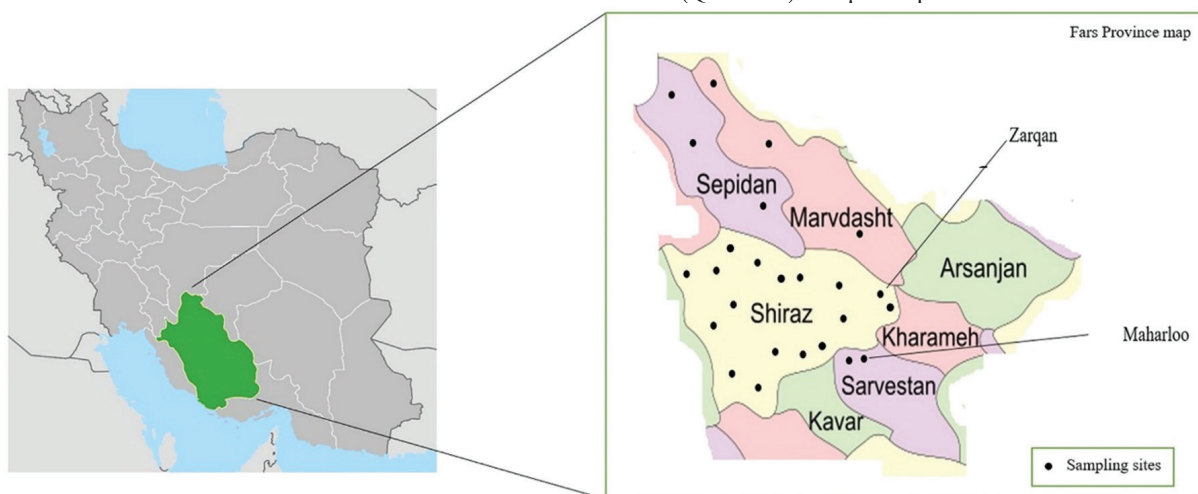 Fars Province map
Zarqan
Sepidan
Marvdasht
Arsanjan
Shiraz
Kharameh
Maharloo
Sarvestan
Kavar
Sampling sites